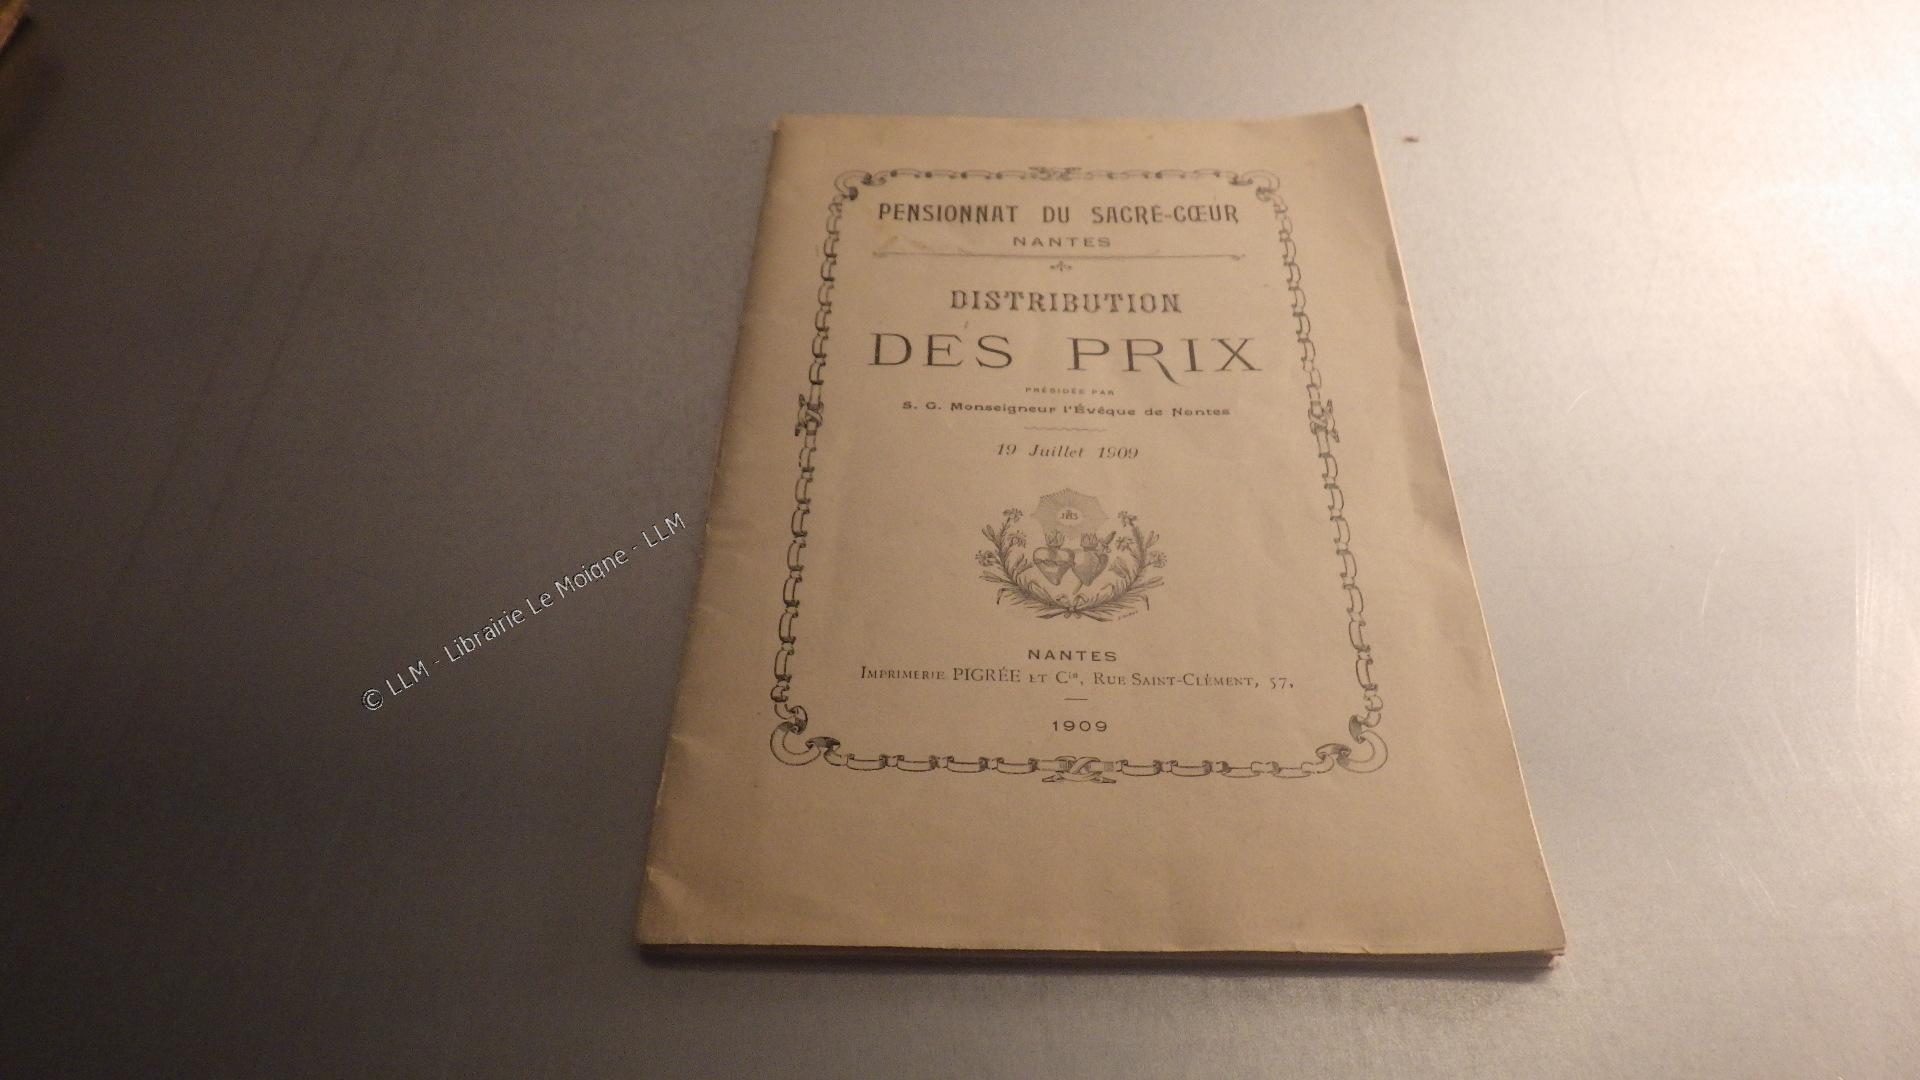 PENSIONNAT DU SACRÉ-CŒUR
NANTES
DISTRIBUTION
DES PRIX
PRÉSIDÉE PAR
S. G. Monseigneur l'Évêque de Nantes
19 Juillet 1909
JHS
NANTES
IMPRIMERIE PIGRÉE ET Cie, RUE SAINT-CLÉMENT, 57,
1909
© LLM - Librairie Le Moigne - LLM